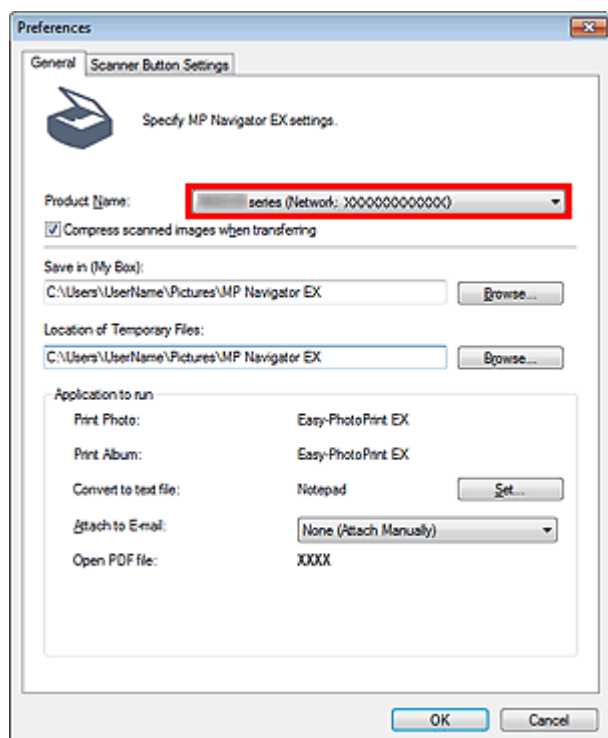 Preferences
General Scanner Button Settings
Specify MP Navigator EX settings.
Product Name: series (Network: XXXXXXXXXXXXX)
Compress scanned images when transferring
Save in (My Box):
C:\Users\UserName\Pictures\MP Navigator EX Browse...
Location of Temporary Files:
C:\Users\UserName\Pictures\MP Navigator EX Browse...
Application to run
Print Photo: Easy-PhotoPrint EX
Print Album: Easy-PhotoPrint EX
Convert to text file: Notepad Set...
Attach to E-mail: None (Attach Manually)
Open PDF file: XXXX
OK Cancel